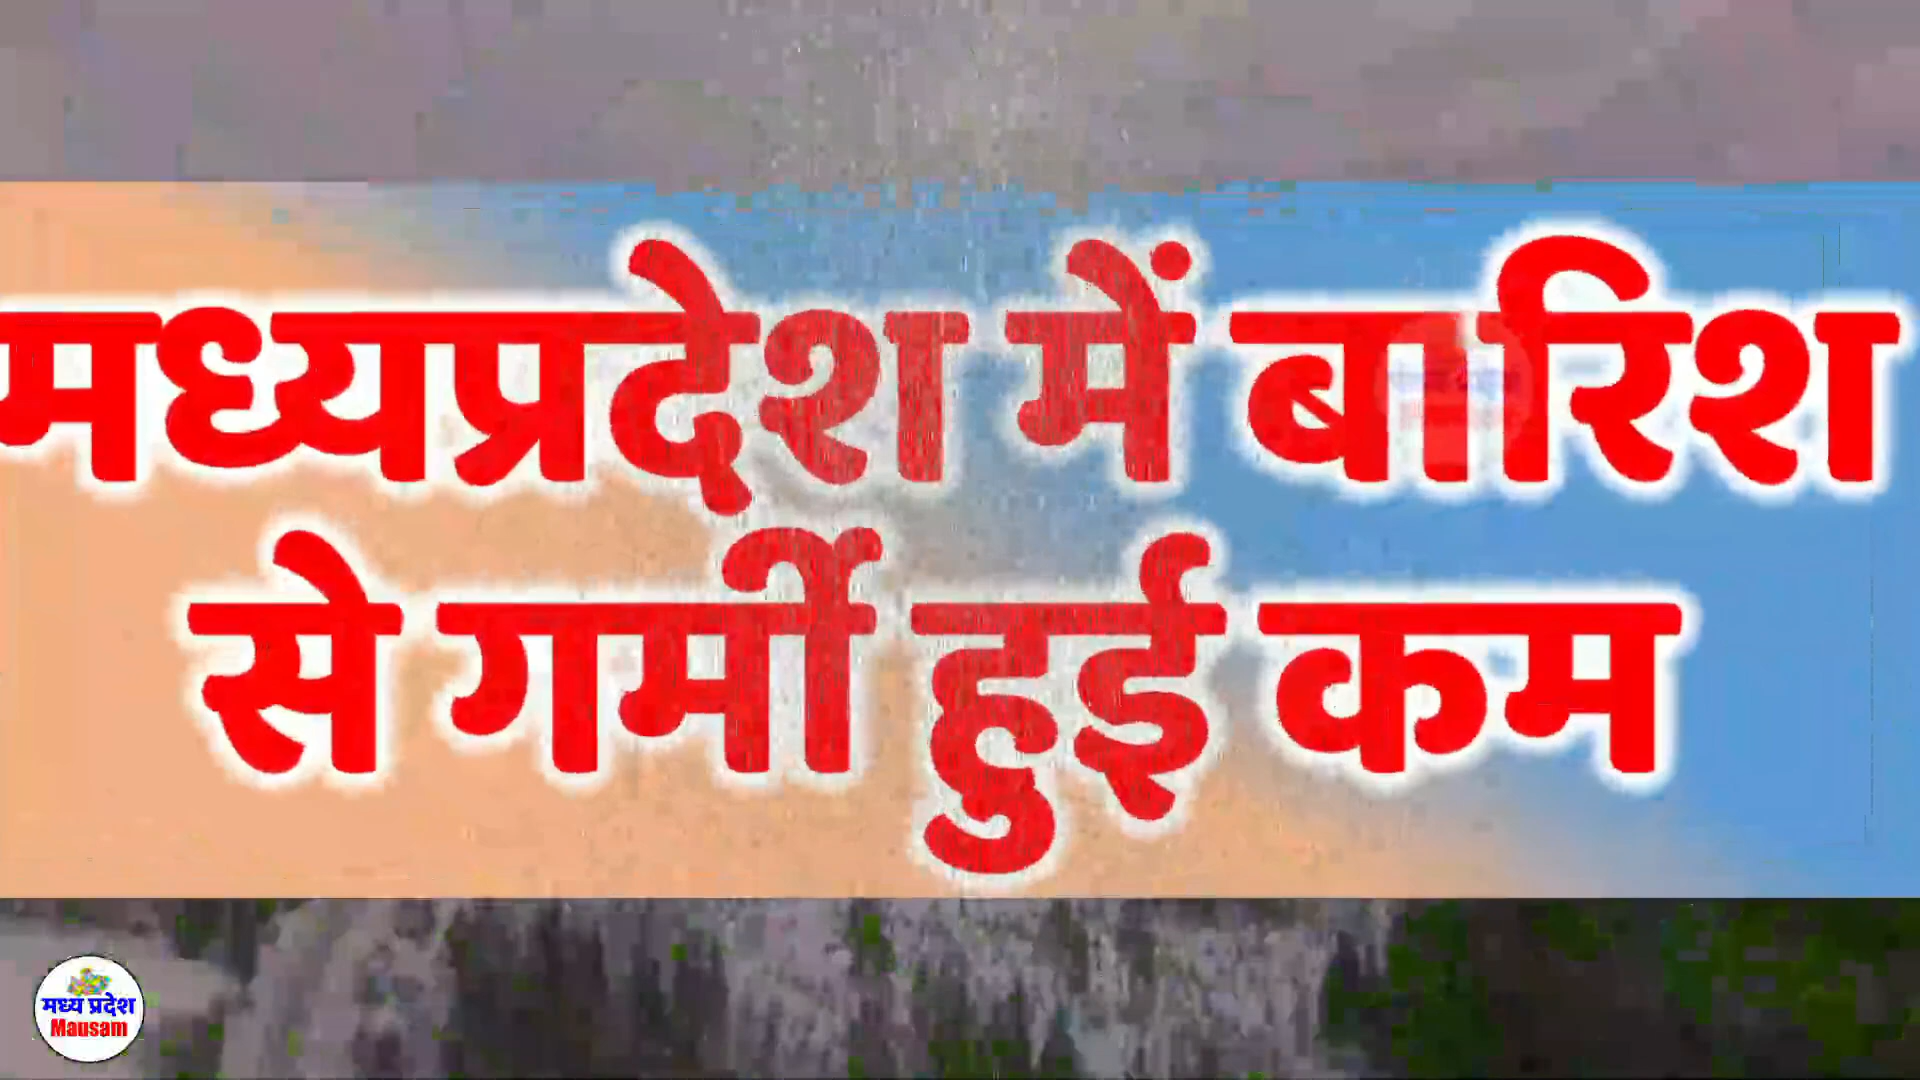 मध्यप्रदेश में बारिश
से गर्मी हुई कम
मध्य प्रदेश
Mausam